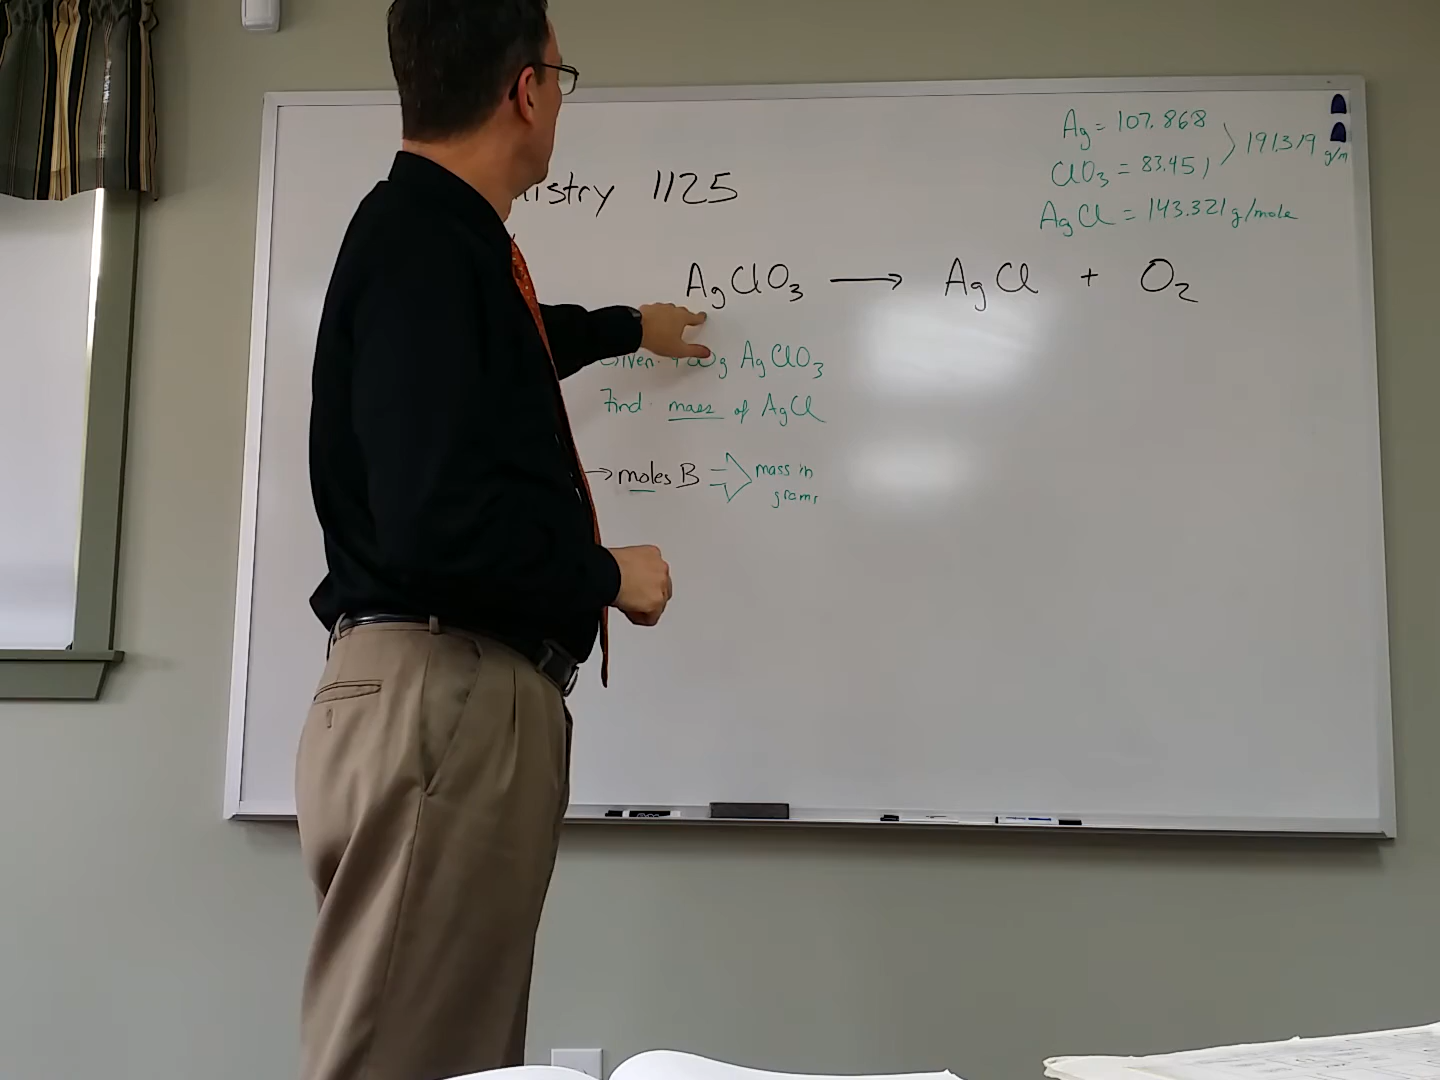 Ag = 107.868
ClO3 = 83.451
191.319 g/m
AgCl = 143.321 g/mole
1125
AgClO3 → AgCl + O2
g AgClO3
Find mass of AgCl
→ moles B ⇒ mass in
grams